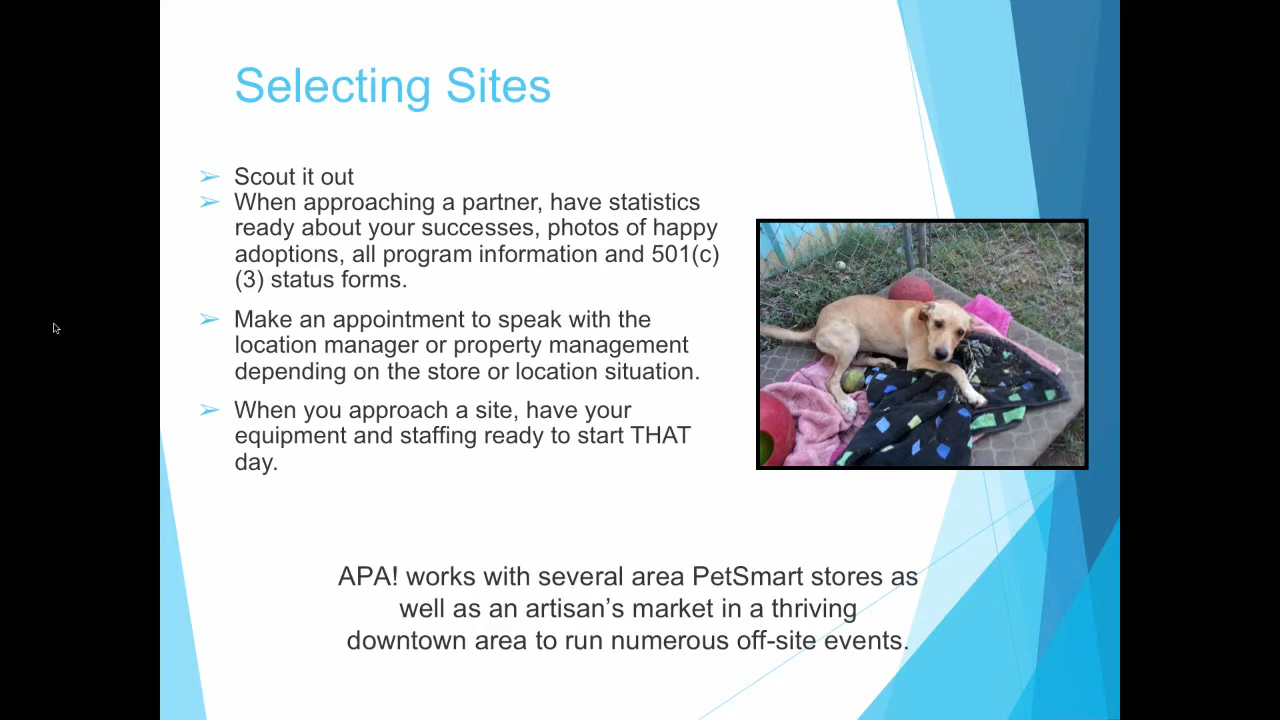 Selecting Sites
➢ Scout it out
➢ When approaching a partner, have statistics
ready about your successes, photos of happy
adoptions, all program information and 501(c)
(3) status forms.
➢ Make an appointment to speak with the
location manager or property management
depending on the store or location situation.
➢ When you approach a site, have your
equipment and staffing ready to start THAT
day.
APA! works with several area PetSmart stores as
well as an artisan’s market in a thriving
downtown area to run numerous off-site events.